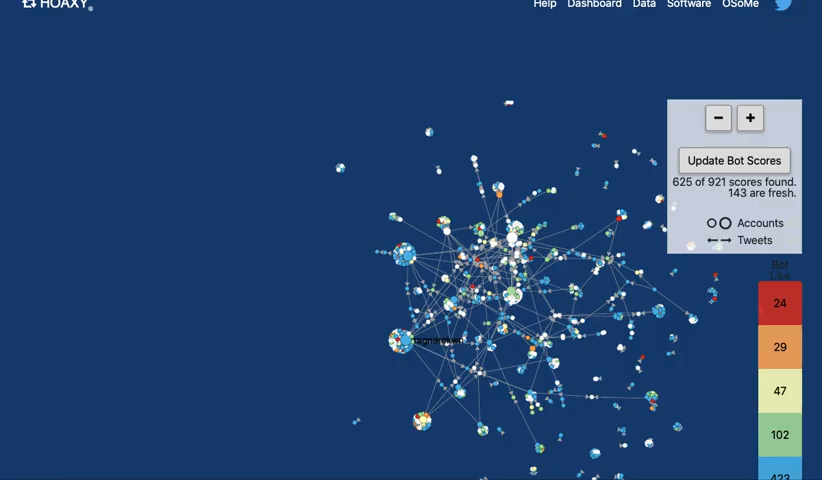 HOAXY®
Help Dashboard Data Software OSoMe
− +
Update Bot Scores
625 of 921 scores found.
143 are fresh.
Accounts
Tweets
Bot
Like
24
29
47
102
423